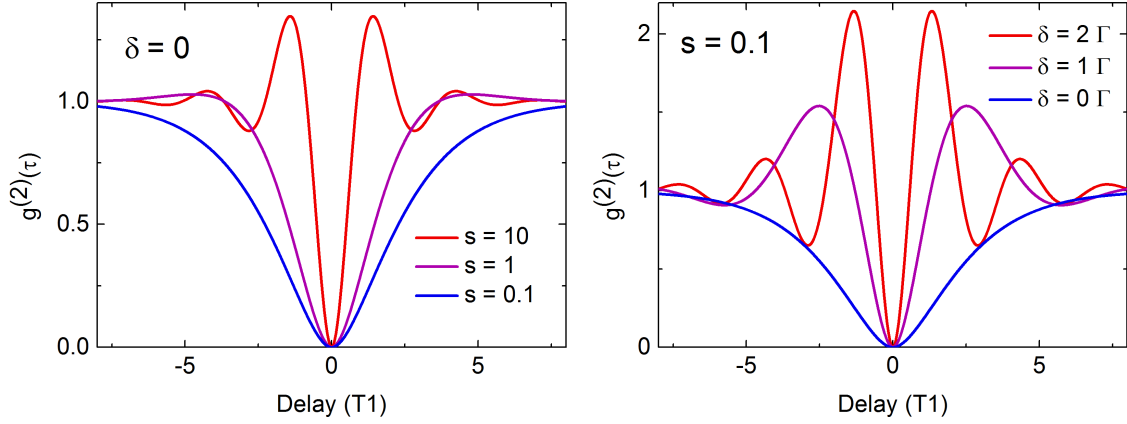 δ = 0
1.0
0.5
0.0
g(2)(τ)
s = 10
s = 1
s = 0.1
-5
0
5
Delay (T1)
s = 0.1
δ = 2 Γ
δ = 1 Γ
δ = 0 Γ
2
1
0
g(2)(τ)
-5
0
5
Delay (T1)